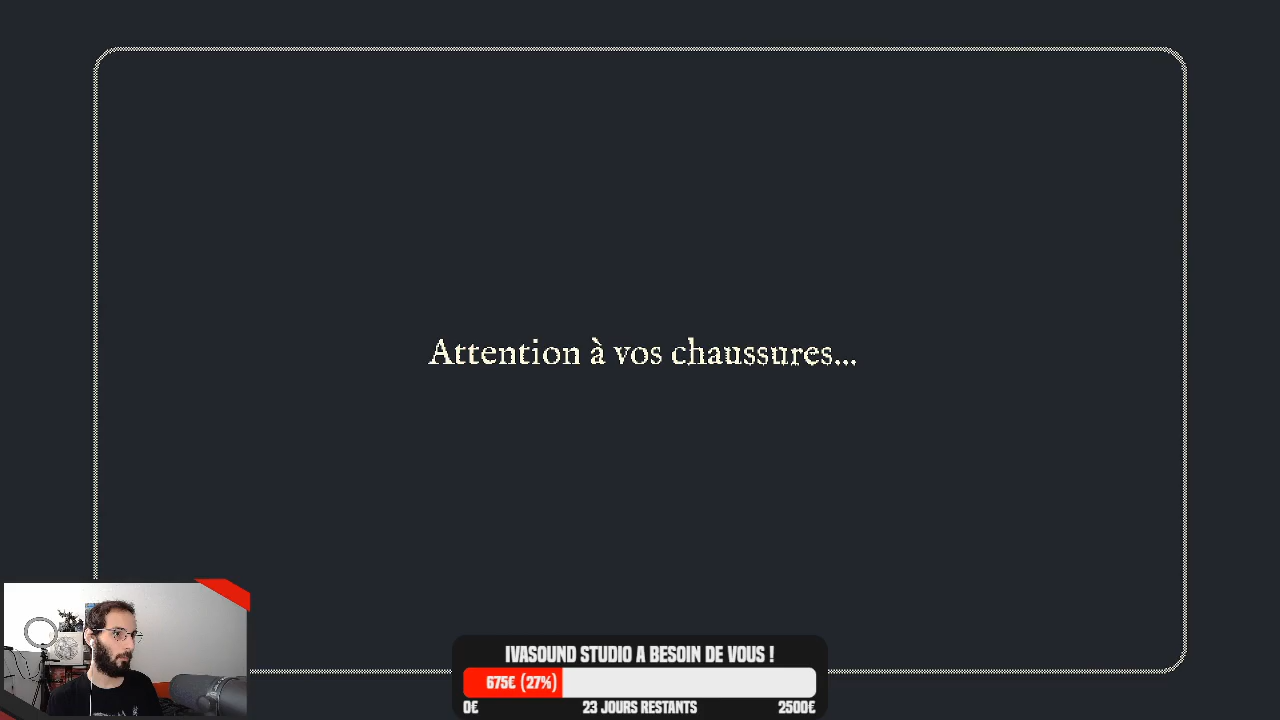 Attention à vos chaussures...
IVASOUND STUDIO A BESOIN DE VOUS !
675€ (27%)
0€ 23 JOURS RESTANTS 2500€